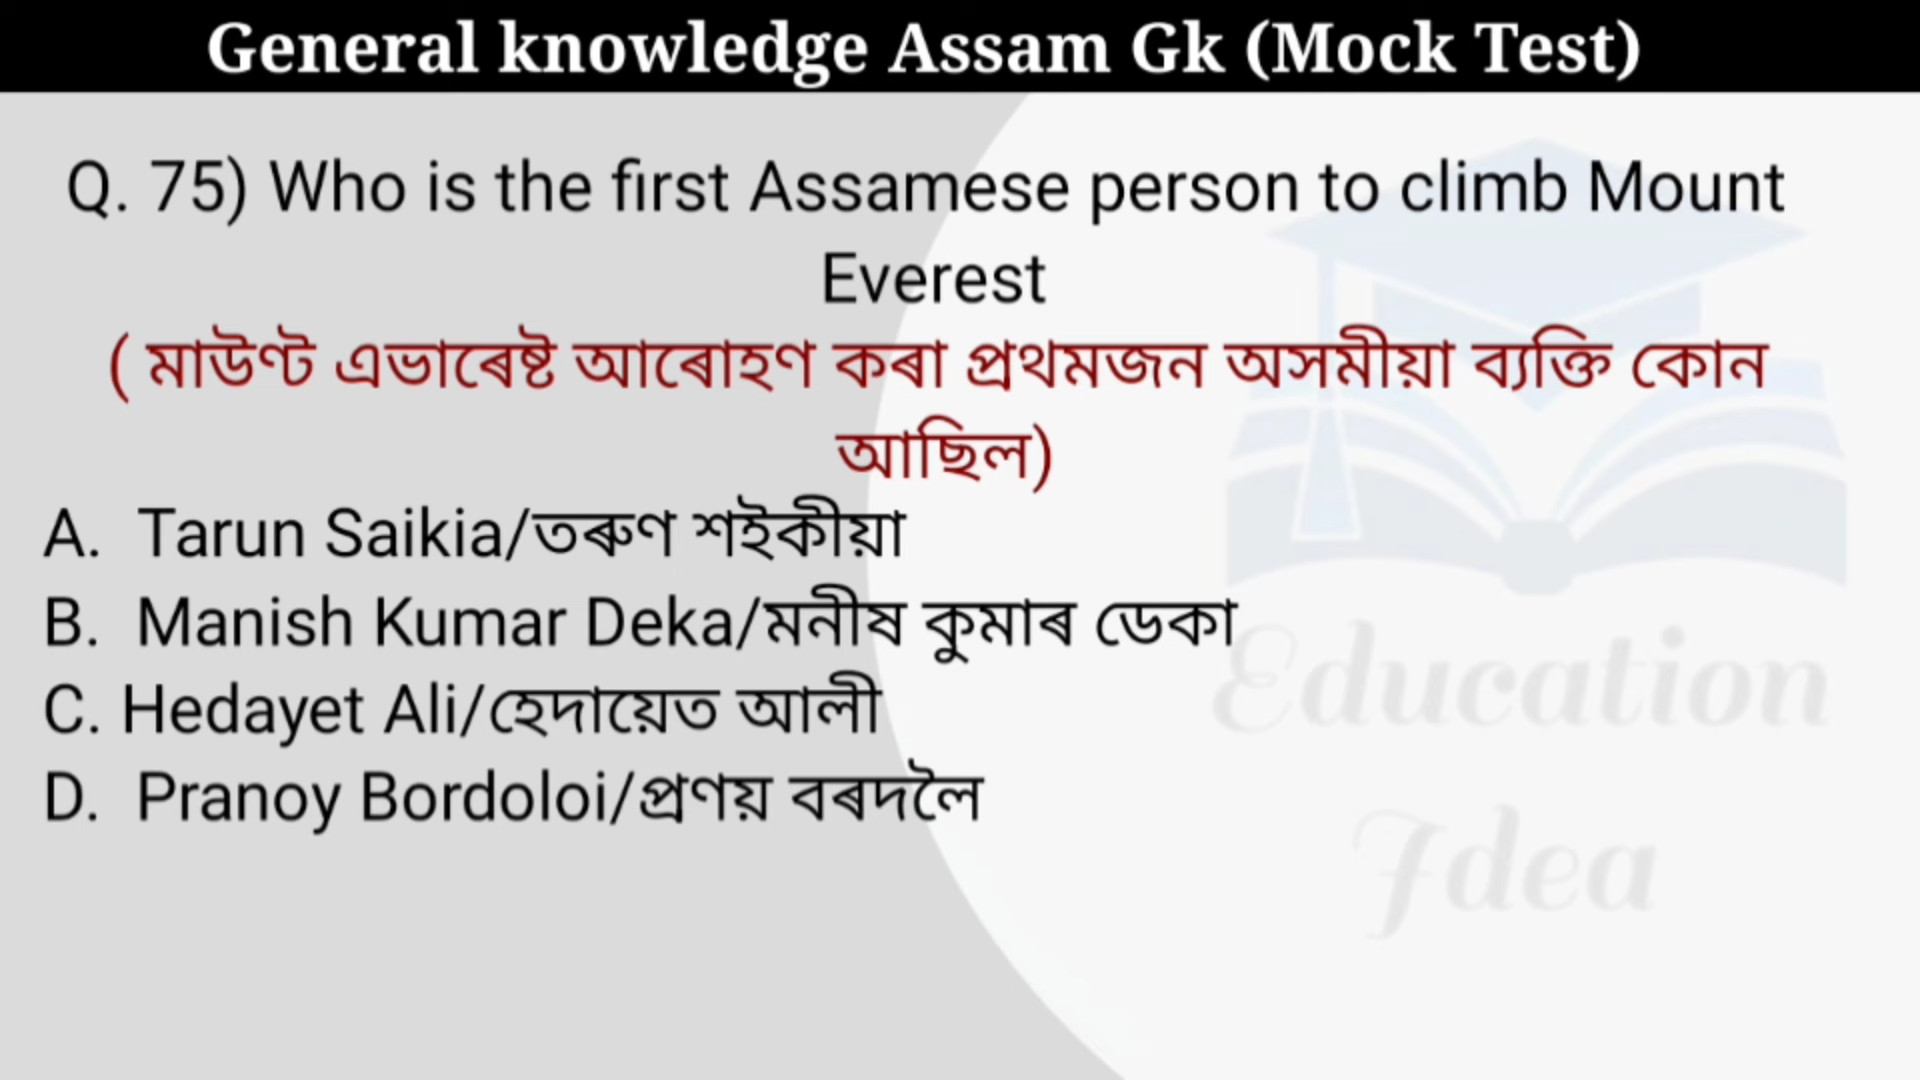 General knowledge Assam Gk (Mock Test)
Q. 75) Who is the first Assamese person to climb Mount
Everest
( মাউণ্ট এভাৰেষ্ট আৰোহণ কৰা প্ৰথমজন অসমীয়া ব্যক্তি কোন
আছিল)
A. Tarun Saikia/তৰুণ শইকীয়া
B. Manish Kumar Deka/মনীষ কুমাৰ ডেকা
C. Hedayet Ali/হেদায়েত আলী
D. Pranoy Bordoloi/প্ৰণয় বৰদলৈ
Education
Idea